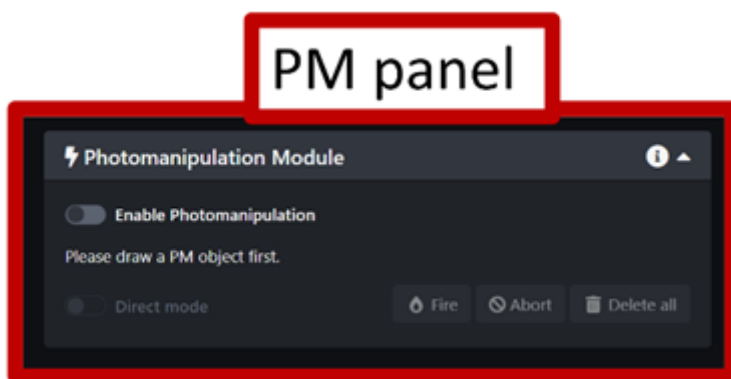 PM panel
Photomanipulation Module
Enable Photomanipulation
Please draw a PM object first.
Direct mode Fire Abort Delete all